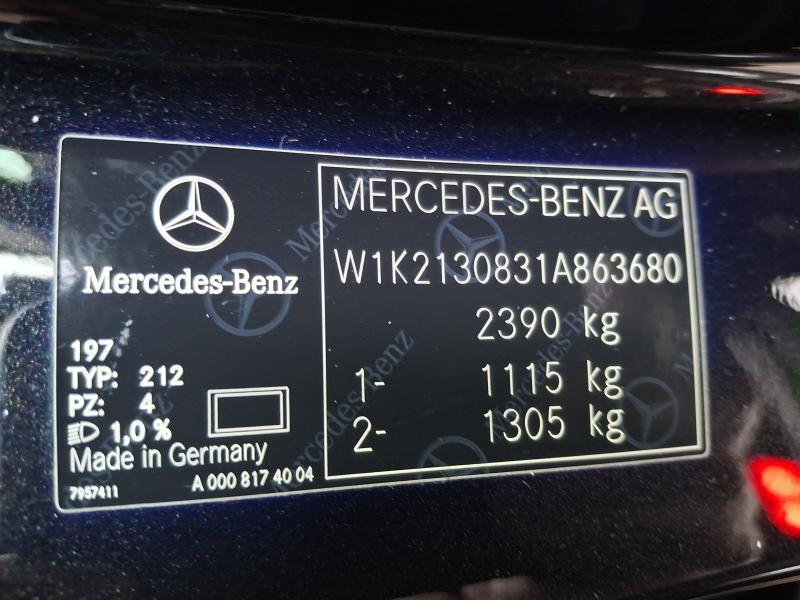 Mercedes-Benz
197
TYP: 212
PZ: 4
1,0 %
Made in Germany
7957411
A 000 817 40 04
MERCEDES-BENZ AG
W1K2130831A863680
2390 kg
1- 1115 kg
2- 1305 kg